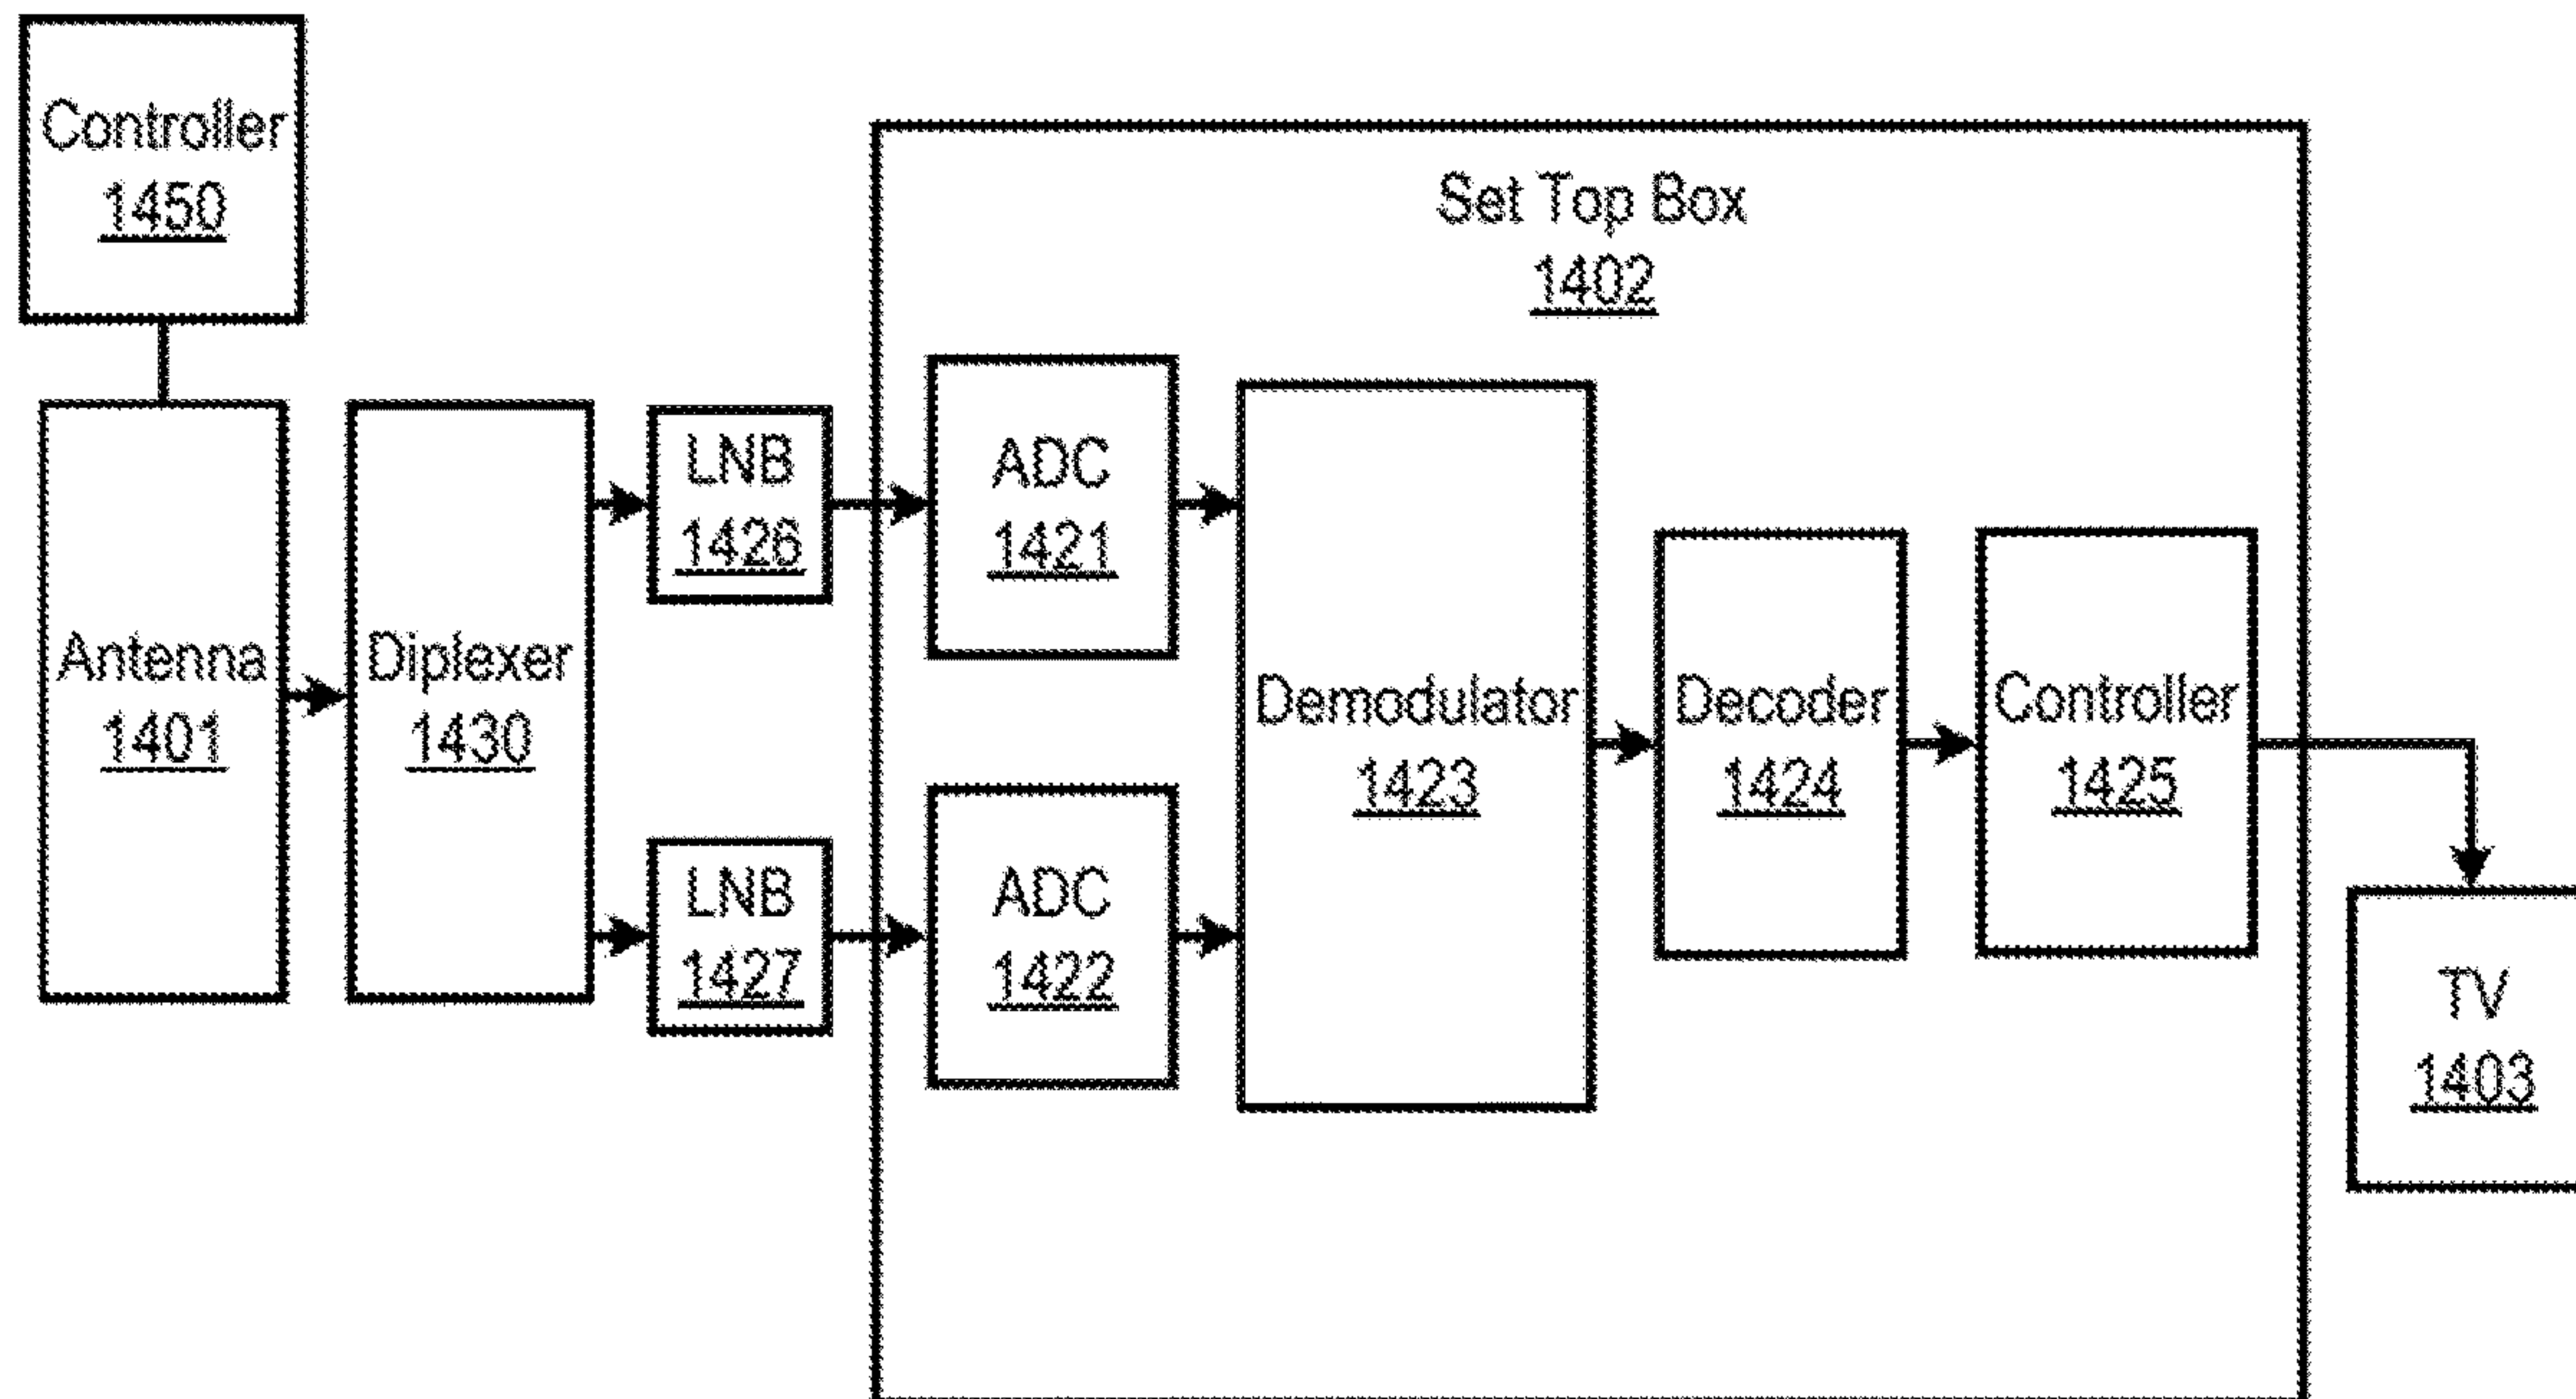 Controller
1450
Set Top Box
1402
Antenna
1401
Diplexer
1430
LNB
1426
LNB
1427
ADC
1421
ADC
1422
Demodulator
1423
Decoder
1424
Controller
1425
TV
1403